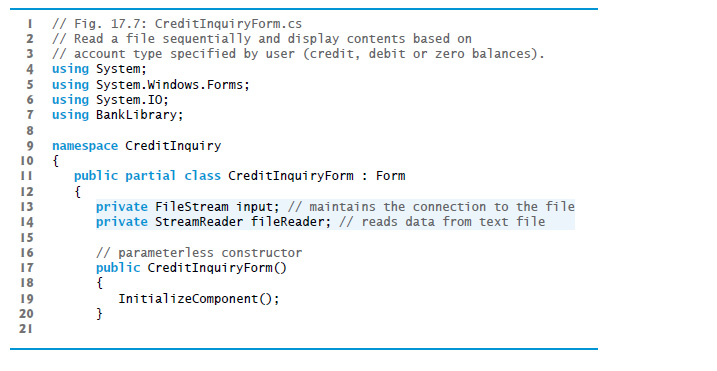 1 // Fig. 17.7: CreditInquiryForm.cs
2 // Read a file sequentially and display contents based on
3 // account type specified by user (credit, debit or zero balances).
4 using System;
5 using System.Windows.Forms;
6 using System.IO;
7 using BankLibrary;
8
9 namespace CreditInquiry
10 {
11 public partial class CreditInquiryForm : Form
12 {
13 private FileStream input; // maintains the connection to the file
14 private StreamReader fileReader; // reads data from text file
15
16 // parameterless constructor
17 public CreditInquiryForm()
18 {
19 InitializeComponent();
20 }
21